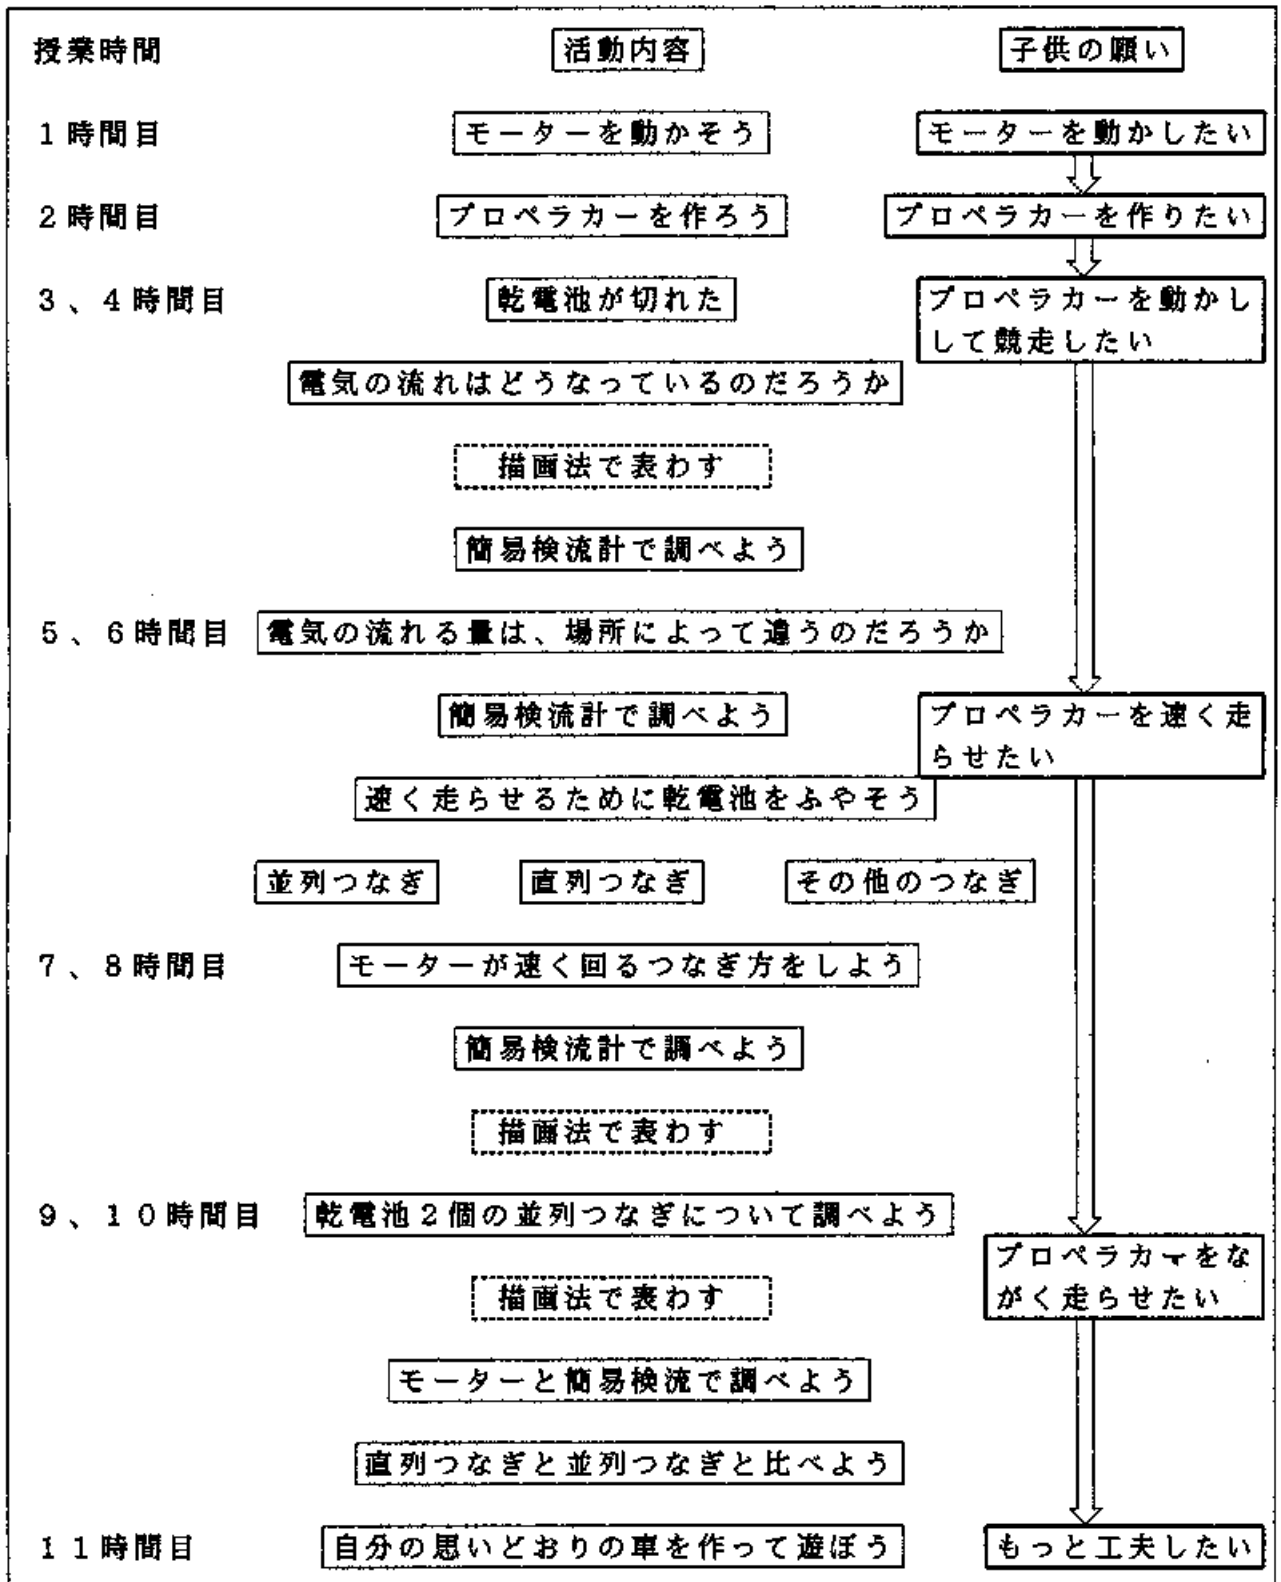 授業時間 活動内容 子供の願い
1時間目 モーターを動かそう モーターを動かしたい
2時間目 プロペラカーを作ろう プロペラカーを作りたい
3、4時間目 乾電池が切れた プロペラカーを動かし
して競走したい
電気の流れはどうなっているのだろうか
描画法で表わす
簡易検流計で調べよう
5、6時間目 電気の流れる量は、場所によって違うのだろうか
簡易検流計で調べよう プロペラカーを速く走
らせたい
速く走らせるために乾電池をふやそう
並列つなぎ 直列つなぎ その他のつなぎ
7、8時間目 モーターが速く回るつなぎ方をしよう
簡易検流計で調べよう
描画法で表わす
9、10時間目 乾電池2個の並列つなぎについて調べよう
プロペラカーをな
がく走らせたい
描画法で表わす
モーターと簡易検流で調べよう
直列つなぎと並列つなぎと比べよう
11時間目 自分の思いどおりの車を作って遊ぼう もっと工夫したい